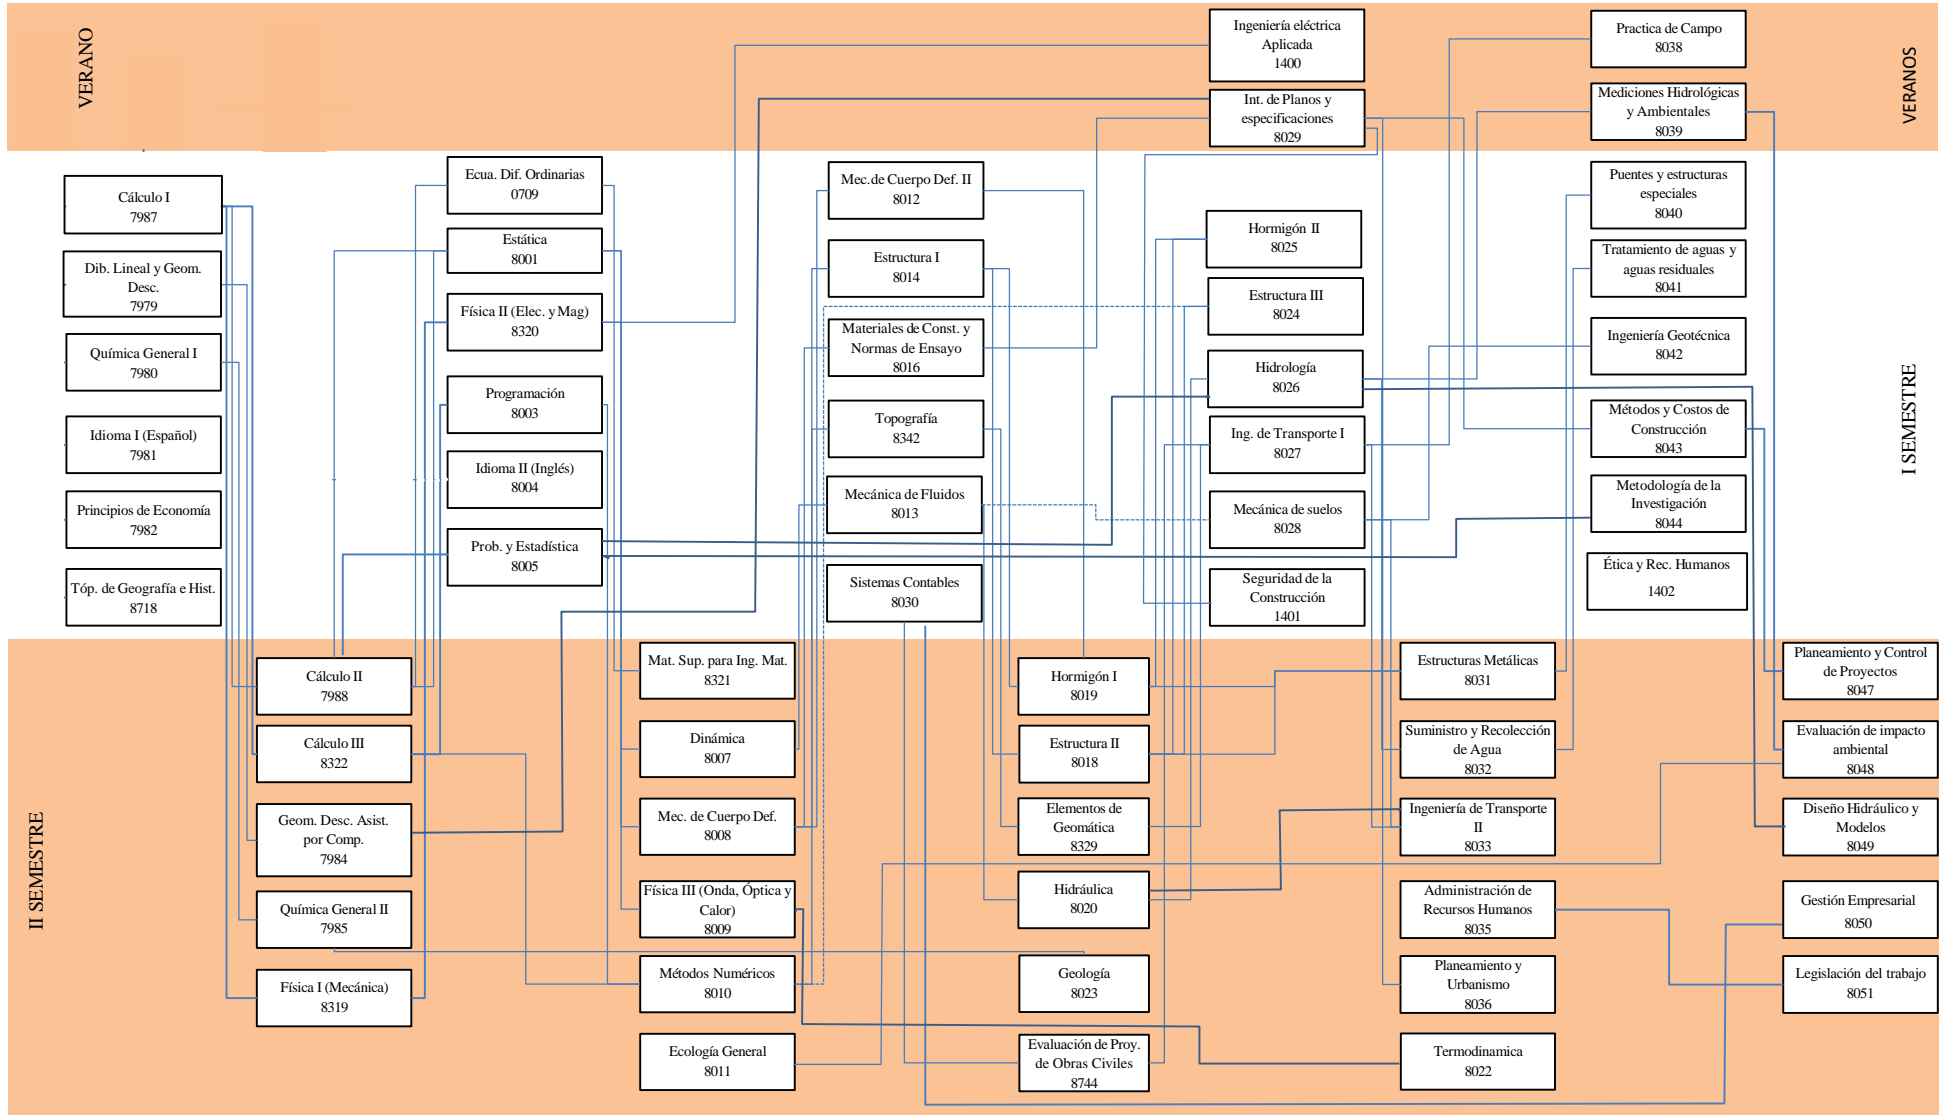 VERANO
Ingeniería eléctrica
Aplicada
1400
Int. de Planos y
especificaciones
8029
Practica de Campo
8038
Mediciones Hidrológicas
y Ambientales
8039
VERANOS
Cálculo I
7987
Dib. Lineal y Geom.
Desc.
7979
Química General I
7980
Idioma I (Español)
7981
Principios de Economía
7982
Tóp. de Geografía e Hist.
8718
Ecua. Dif. Ordinarias
0709
Estática
8001
Física II (Elec. y Mag)
8320
Programación
8003
Idioma II (Inglés)
8004
Prob. y Estadística
8005
Mec.de Cuerpo Def. II
8012
Estructura I
8014
Materiales de Const. y
Normas de Ensayo
8016
Topografía
8342
Mecánica de Fluidos
8013
Sistemas Contables
8030
Hormigón II
8025
Estructura III
8024
Hidrología
8026
Ing. de Transporte I
8027
Mecánica de suelos
8028
Seguridad de la
Construcción
1401
Puentes y estructuras
especiales
8040
Tratamiento de aguas y
aguas residuales
8041
Ingeniería Geotécnica
8042
Métodos y Costos de
Construcción
8043
Metodología de la
Investigación
8044
Ética y Rec. Humanos
1402
I SEMESTRE
II SEMESTRE
Cálculo II
7988
Cálculo III
8322
Geom. Desc. Asist.
por Comp.
7984
Química General II
7985
Física I (Mecánica)
8319
Mat. Sup. para Ing. Mat.
8321
Dinámica
8007
Mec. de Cuerpo Def.
8008
Física III (Onda, Óptica y
Calor)
8009
Métodos Numéricos
8010
Ecología General
8011
Hormigón I
8019
Estructura II
8018
Elementos de
Geomática
8329
Hidráulica
8020
Geología
8023
Evaluación de Proy.
de Obras Civiles
8744
Estructuras Metálicas
8031
Suministro y Recolección
de Agua
8032
Ingeniería de Transporte
II
8033
Administración de
Recursos Humanos
8035
Planeamiento y
Urbanismo
8036
Termodinamica
8022
Planeamiento y Control
de Proyectos
8047
Evaluación de impacto
ambiental
8048
Diseño Hidráulico y
Modelos
8049
Gestión Empresarial
8050
Legislación del trabajo
8051